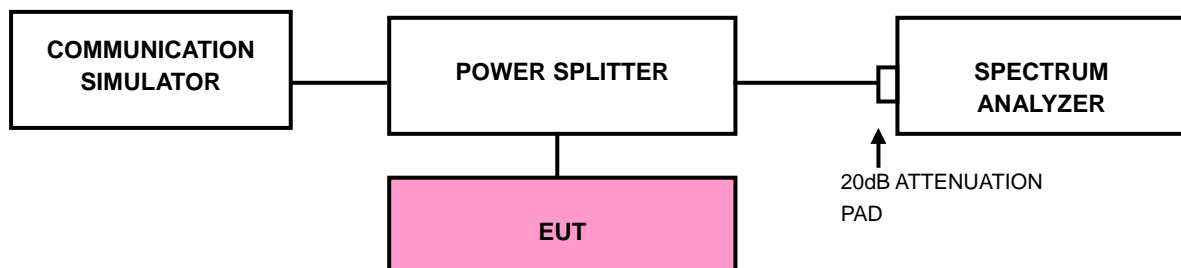 COMMUNICATION
SIMULATOR
POWER SPLITTER
SPECTRUM
ANALYZER
20dB ATTENUATION
PAD
EUT